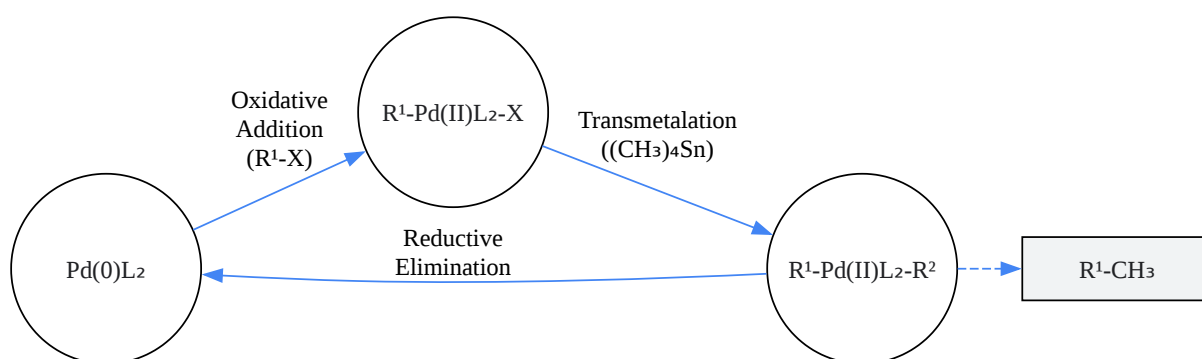 Oxidative
Addition
(R¹-X)
R¹-Pd(II)L₂-X
Transmetalation
((CH₃)₄Sn)
Pd(0)L₂
Reductive
Elimination
R¹-Pd(II)L₂-R²
R¹-CH₃